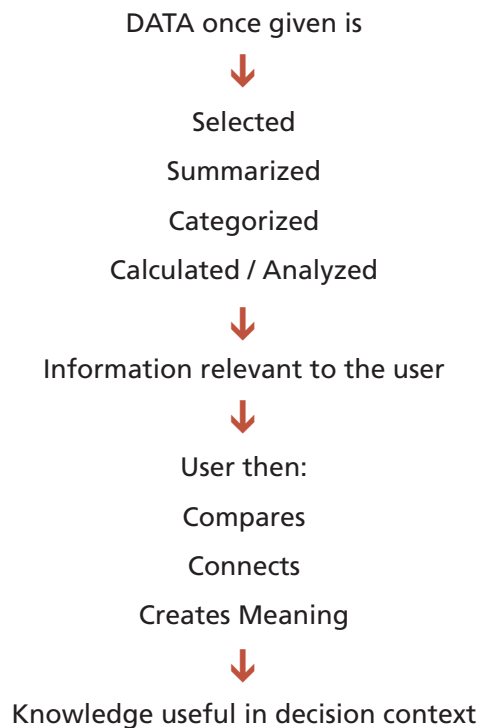 DATA once given is
Selected
Summarized
Categorized
Calculated / Analyzed
Information relevant to the user
User then:
Compares
Connects
Creates Meaning
Knowledge useful in decision context